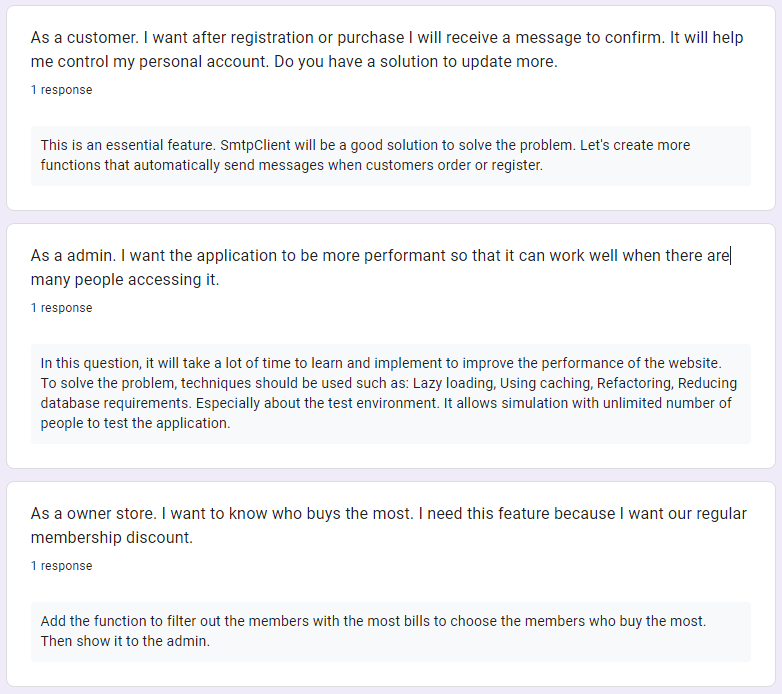 As a customer. I want after registration or purchase I will receive a message to confirm. It will help
me control my personal account. Do you have a solution to update more.
1 response
This is an essential feature. SmtpClient will be a good solution to solve the problem. Let's create more
functions that automatically send messages when customers order or register.
As a admin. I want the application to be more performant so that it can work well when there are
many people accessing it.
1 response
In this question, it will take a lot of time to learn and implement to improve the performance of the website.
To solve the problem, techniques should be used such as: Lazy loading, Using caching, Refactoring, Reducing
database requirements. Especially about the test environment. It allows simulation with unlimited number of
people to test the application.
As a owner store. I want to know who buys the most. I need this feature because I want our regular
membership discount.
1 response
Add the function to filter out the members with the most bills to choose the members who buy the most.
Then show it to the admin.